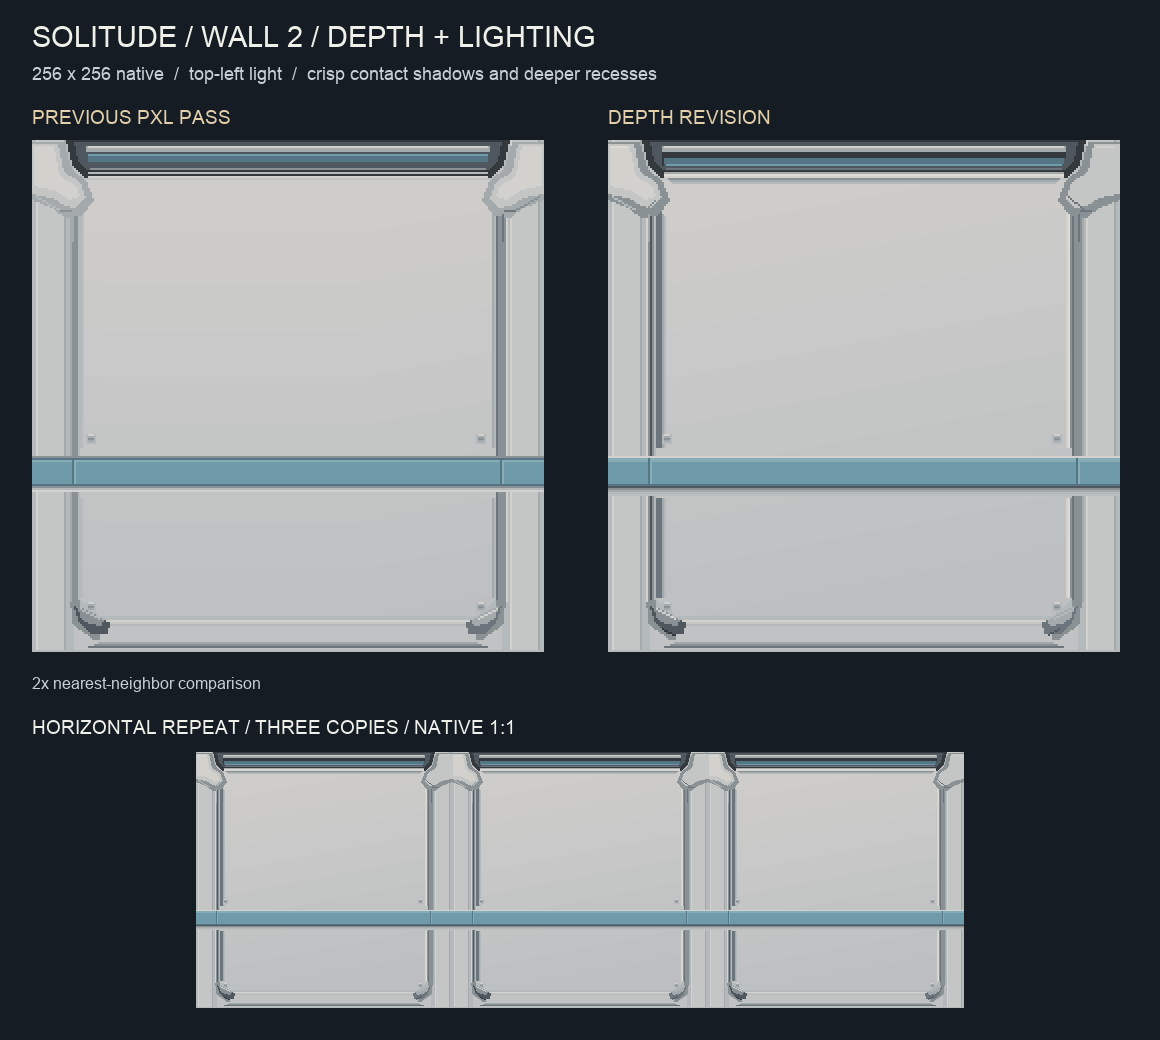 SOLITUDE / WALL 2 / DEPTH + LIGHTING
256 x 256 native / top-left light / crisp contact shadows and deeper recesses
PREVIOUS PXL PASS
DEPTH REVISION
2x nearest-neighbor comparison
HORIZONTAL REPEAT / THREE COPIES / NATIVE 1:1